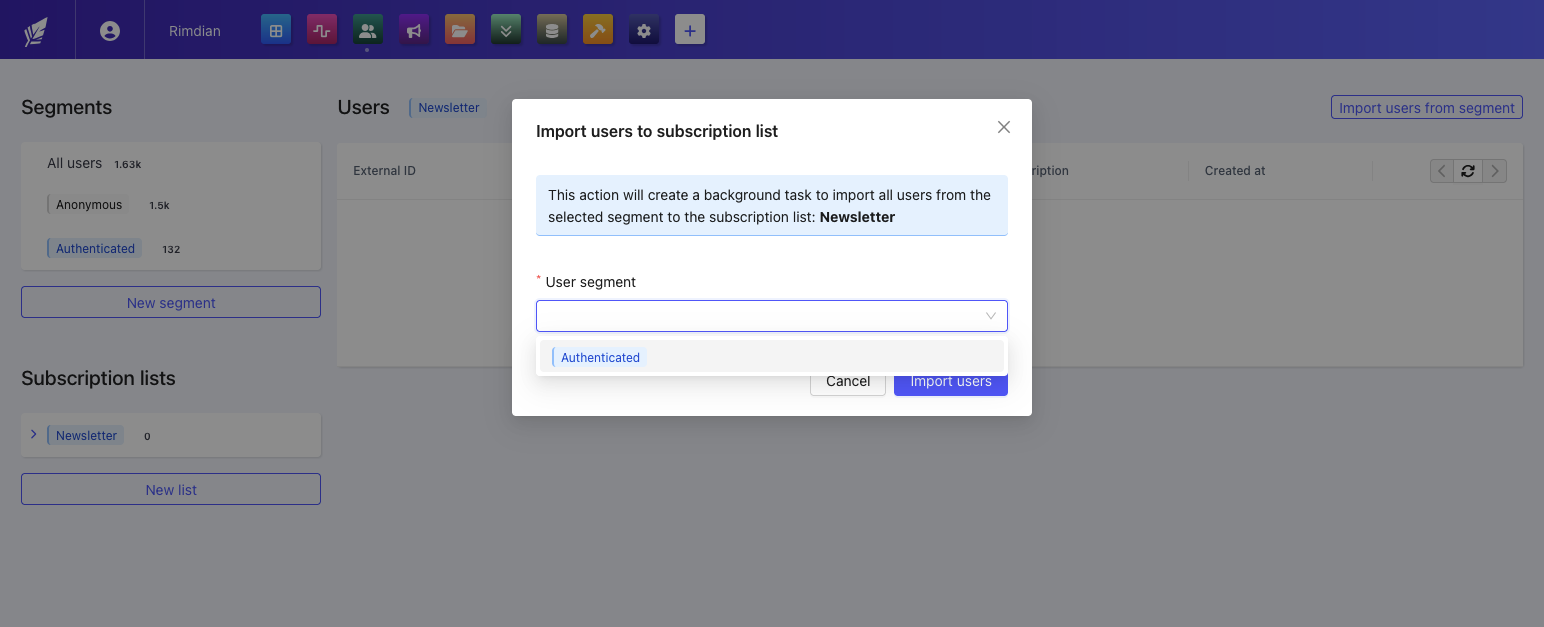 Rimdian
Segments
Users
Newsletter
Import users from segment
All users 1.63k
Anonymous 1.5k
Authenticated 132
New segment
External ID
Created at
Import users to subscription list
This action will create a background task to import all users from the
selected segment to the subscription list: Newsletter
* User segment
Authenticated
Cancel
Import users
Subscription lists
Newsletter 0
New list